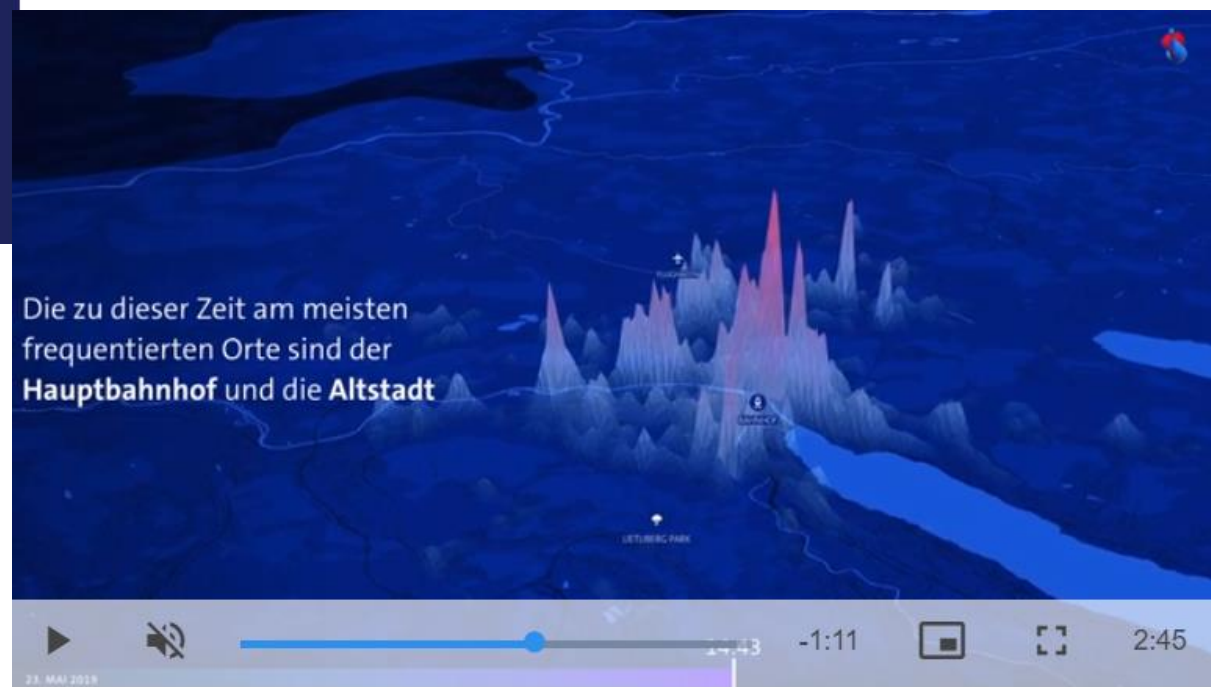 Die zu dieser Zeit am meisten
frequentierten Orte sind der
Hauptbahnhof und die Altstadt
UETLIBERG PARK
14:43
-1:11
2:45
23. MAI 2019